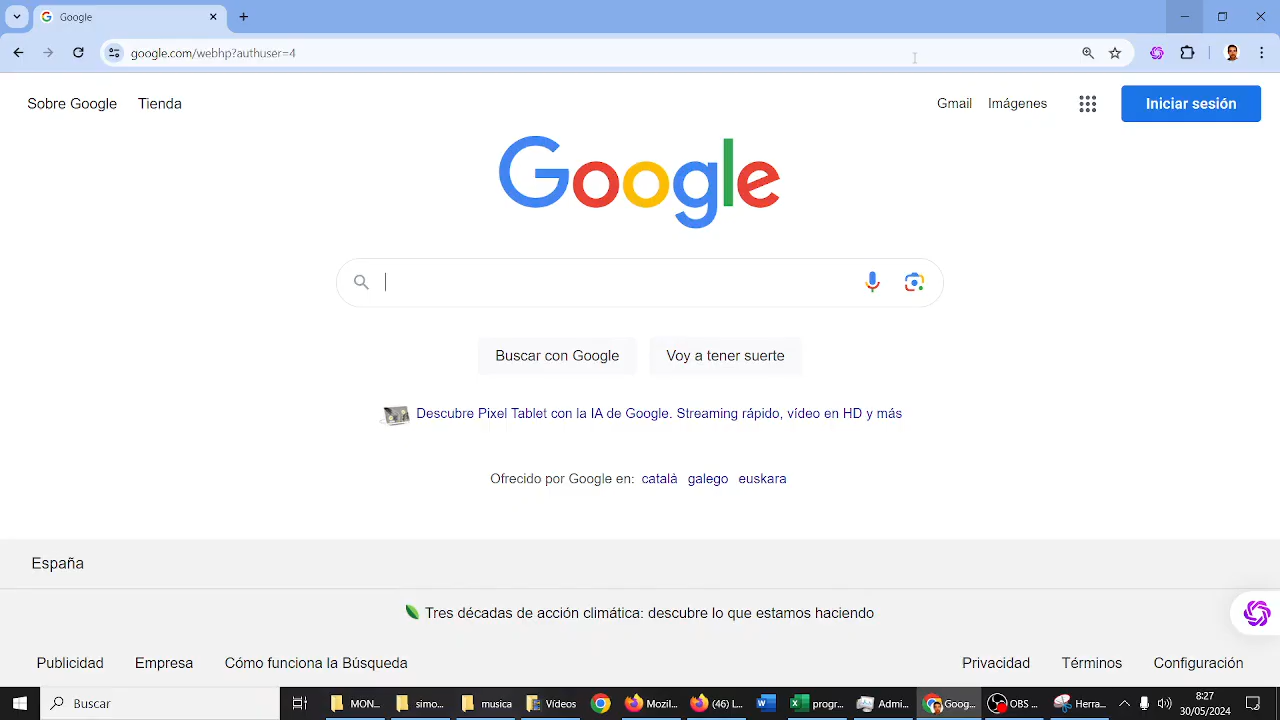 Google
google.com/webhp?authuser=4
Sobre Google Tienda
Gmail Imágenes Iniciar sesión
Google
Buscar con Google Voy a tener suerte
Descubre Pixel Tablet con la IA de Google. Streaming rápido, vídeo en HD y más
Ofrecido por Google en: català galego euskara
España
Tres décadas de acción climática: descubre lo que estamos haciendo
Publicidad Empresa Cómo funciona la Búsqueda
Privacidad Términos Configuración
Buscar
MON... simo... musica Vídeos Mozil... (46) L... progr... Admi... Goog... OBS ... Herra...
8:27
30/05/2024